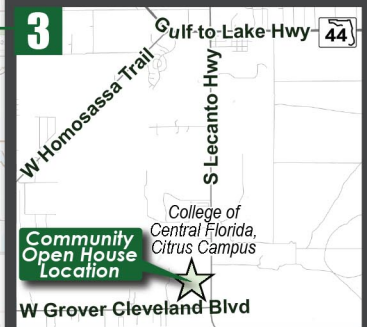 3
Gulf to Lake Hwy
44
W Homosassa Trail
S Lecanto Hwy
College of
Central Florida,
Citrus Campus
Community
Open House
Location
W Grover Cleveland Blvd